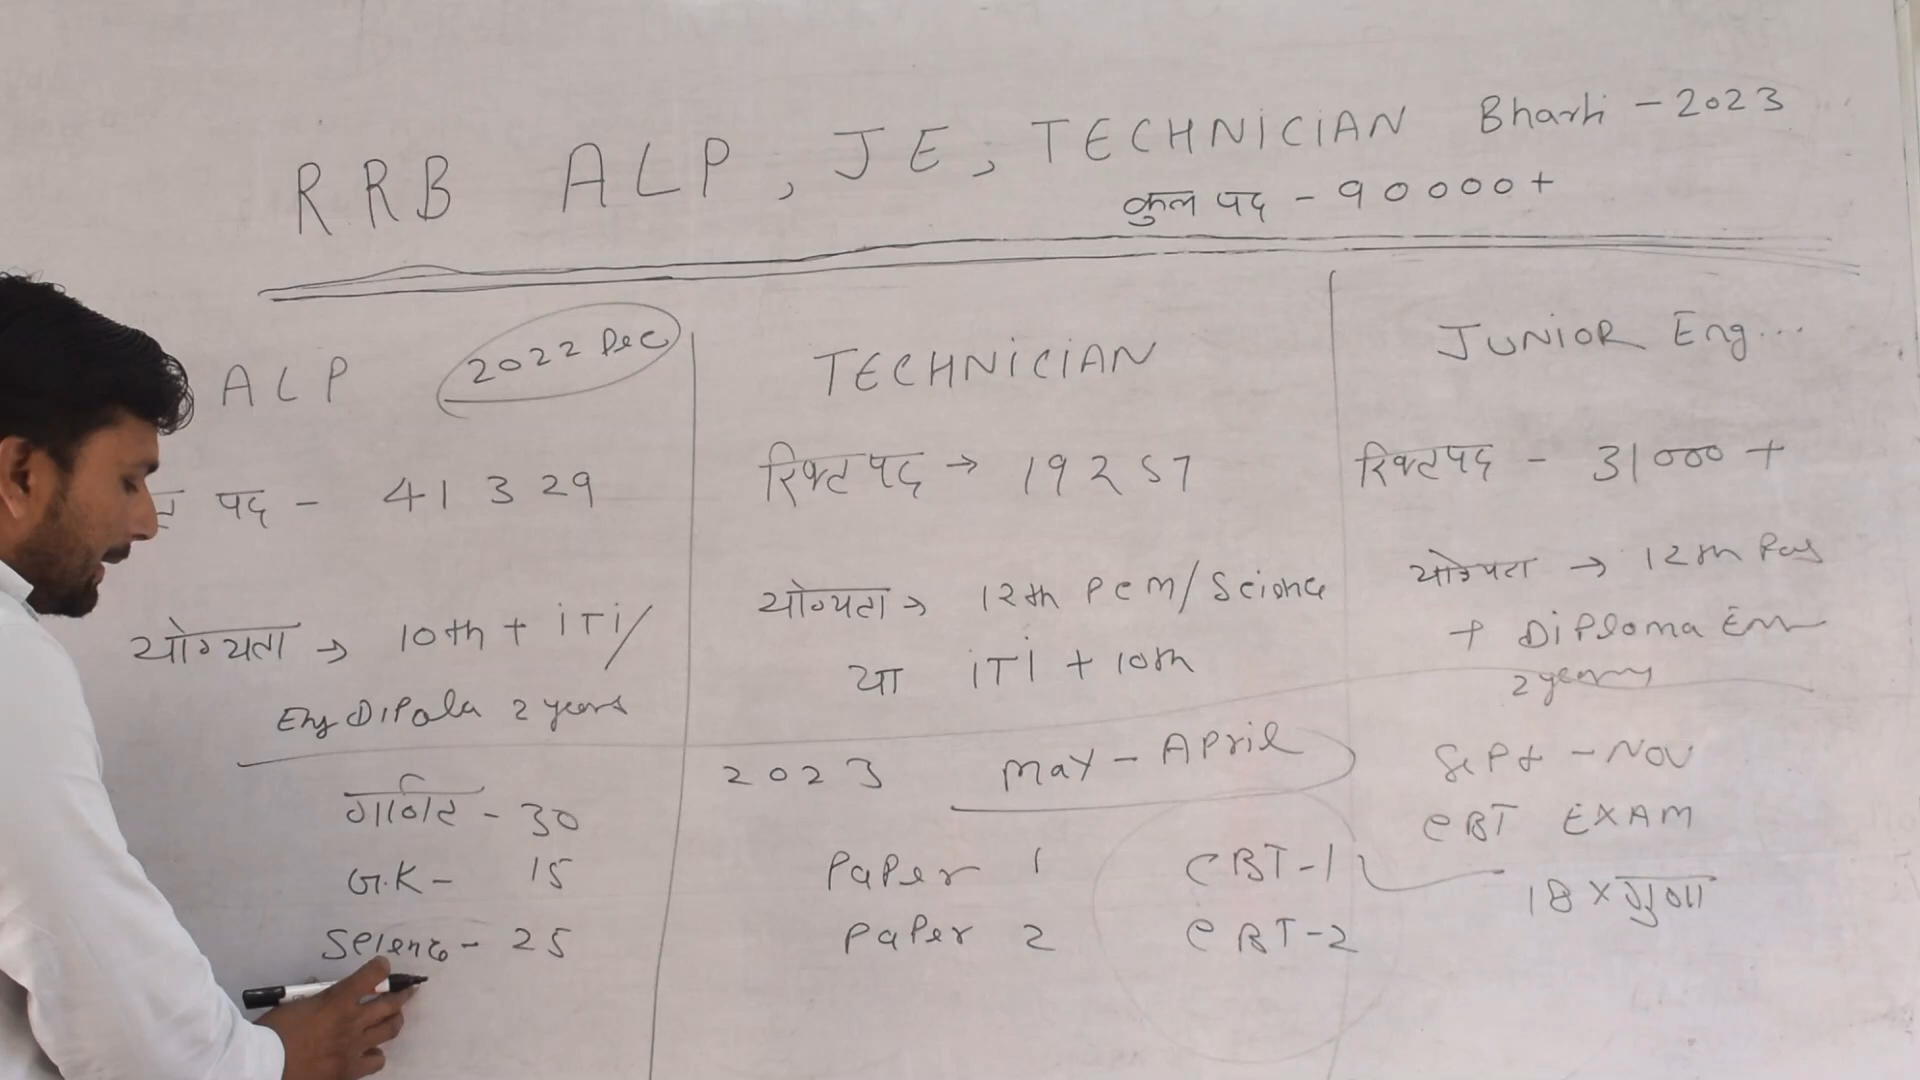 RRB ALP, JE, TECHNICIAN Bharti - 2023
कुल पद - 90000+
ALP 2022 Dec
पद - 41329
योग्यता → 10th + iTi/
Eng Dipola 2 years
गणित - 30
G.K - 15
Science - 25
TECHNICIAN
रिक्त पद → 19257
योग्यता → 12th PCM/Science
या iTi + 10th
2023 May - April
Paper 1 CBT-1
Paper 2 CBT-2
JUNIOR Eng...
रिक्त पद - 31000+
योग्यता → 12th Pas
+ Diploma
2 years
Sept - Nov
CBT EXAM
18 x गुणा